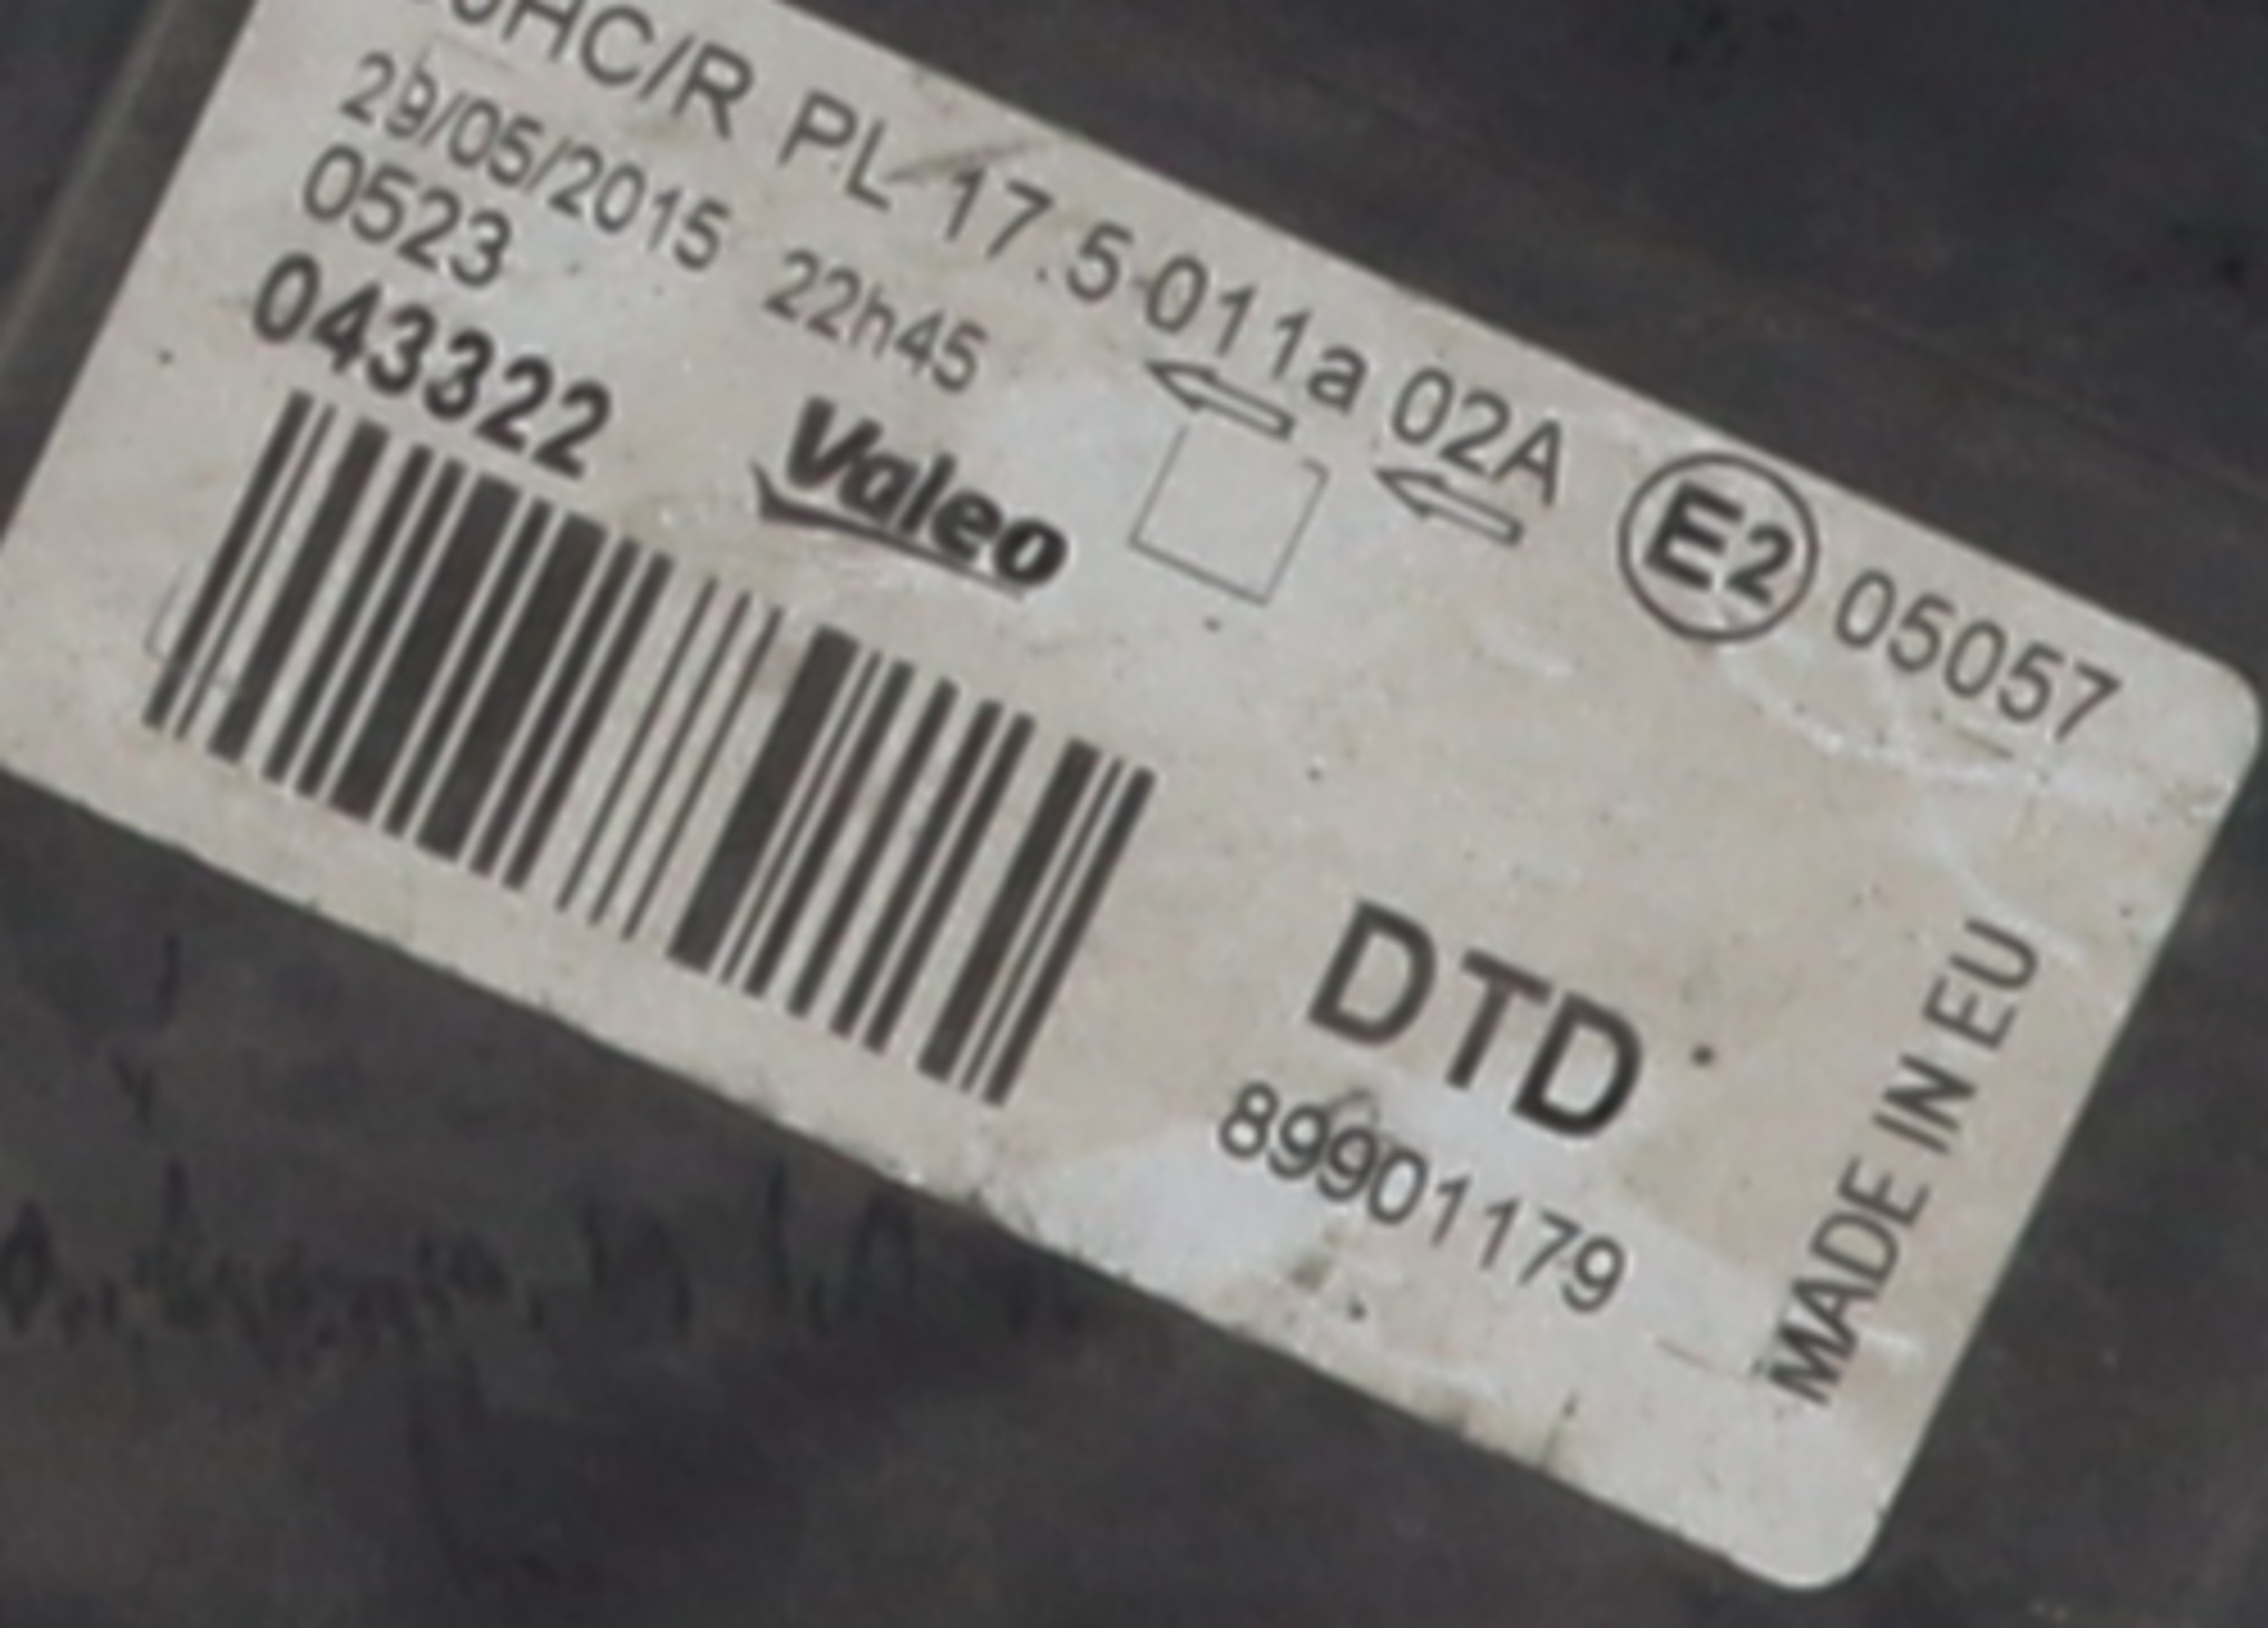 HC/R PL 17.5 011a 02A E2 05057
29/05/2015 22h45
0523
043322
Valeo
DTD
89901179
MADE IN EU